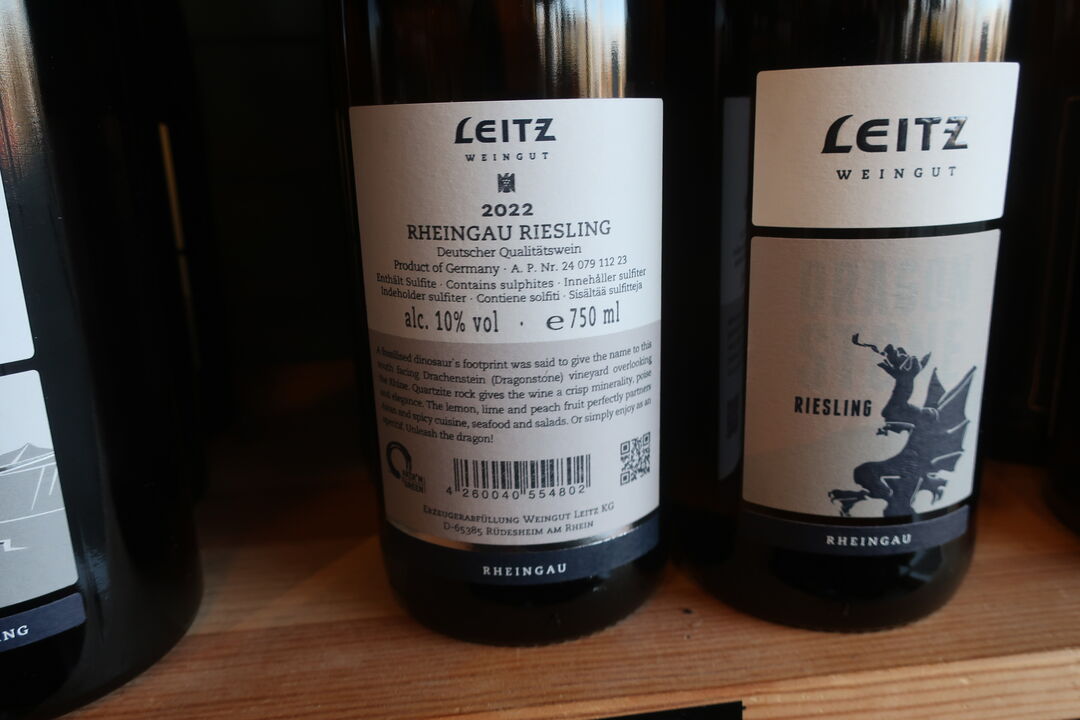 LEITZ
WEINGUT
2022
RHEINGAU RIESLING
Deutscher Qualitätswein
Product of Germany · A. P. Nr. 24 079 112 23
Enthält Sulfite · Contains sulphites · Innehåller sulfiter
Indeholder sulfiter · Contiene solfiti · Sisältää sulfitteja
alc. 10% vol · e 750 ml
A fossilised dinosaur's footprint was said to give the name to this
south facing Drachenstein (Dragonstone) vineyard overlooking
the Rhine. Quartzite rock gives the wine a crisp minerality, poise
and elegance. The lemon, lime and peach fruit perfectly partners
Asian and spicy cuisine, seafood and salads. Or simply enjoy as an
aperitif. Unleash the dragon!
4 260040 554802
ERZEUGERABFÜLLUNG WEINGUT LEITZ KG
D-65385 RÜDESHEIM AM RHEIN
RHEINGAU
LEITZ
WEINGUT
RIESLING
RHEINGAU
NG